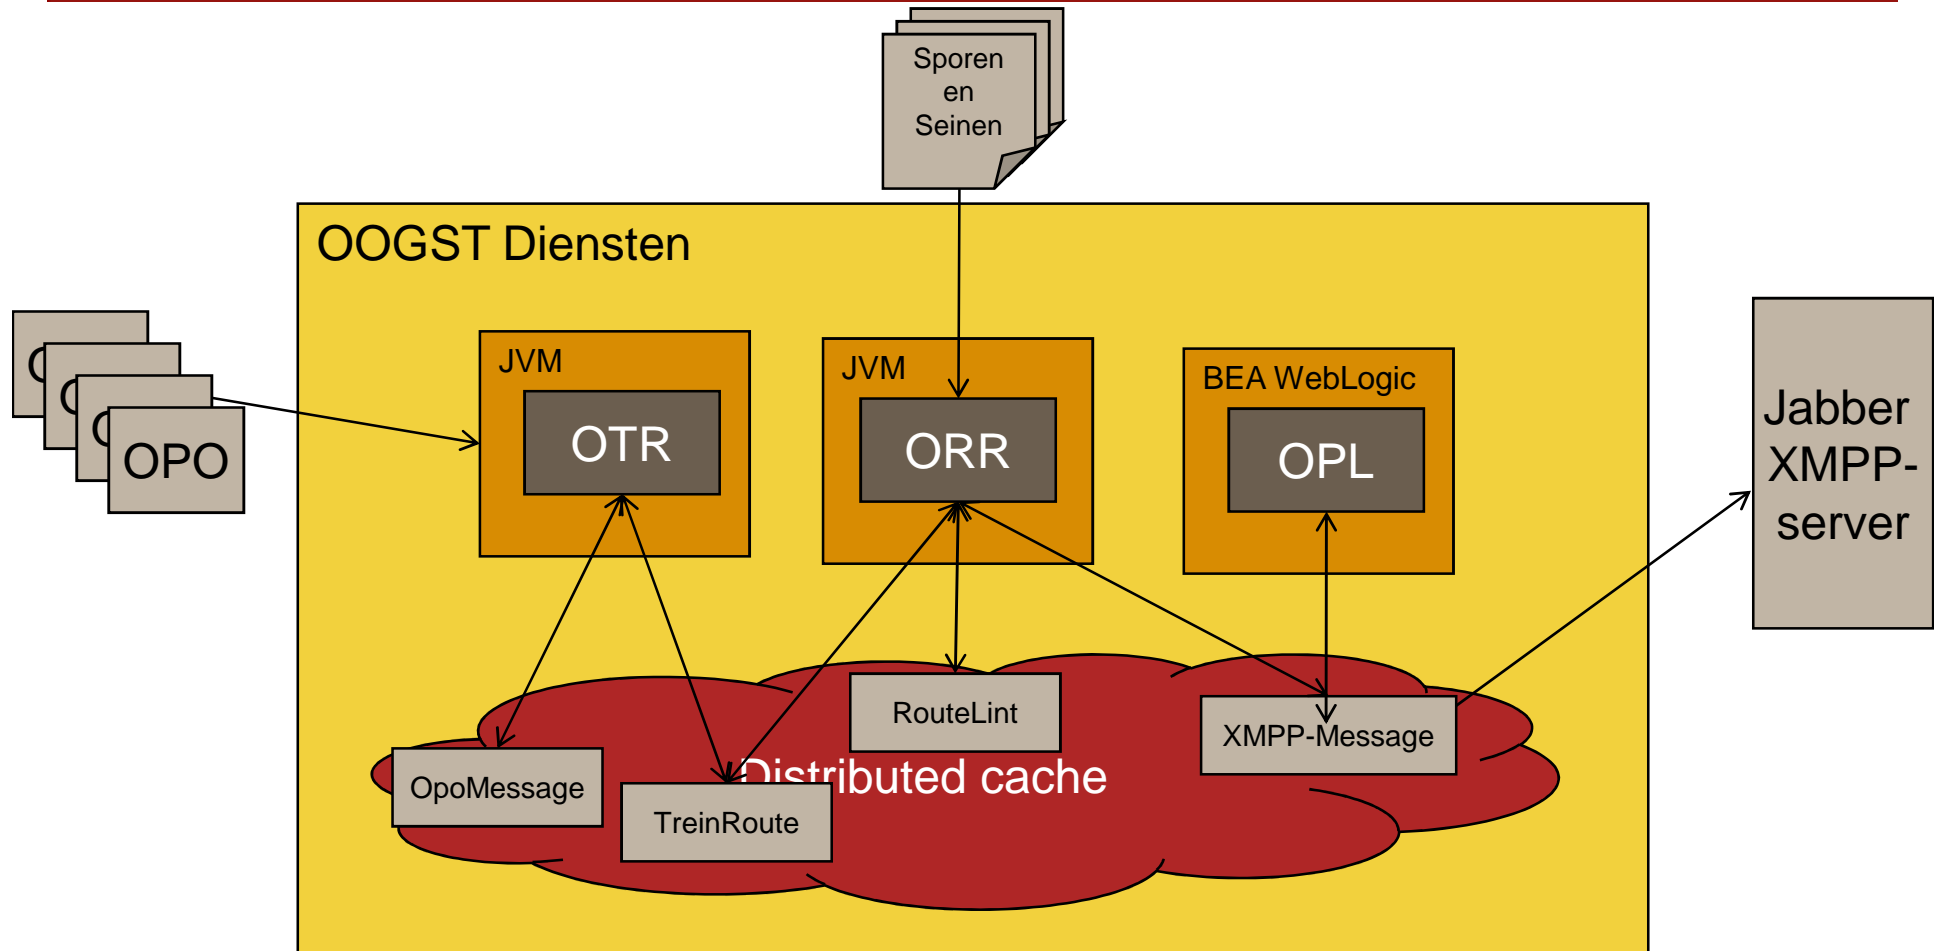 Sporen
en
Seinen
OOGST Diensten
OPO
JVM
OTR
JVM
ORR
BEA WebLogic
OPL
Jabber
XMPP-
server
RouteLint
XMPP-Message
OpoMessage
Distributed cache
TreinRoute